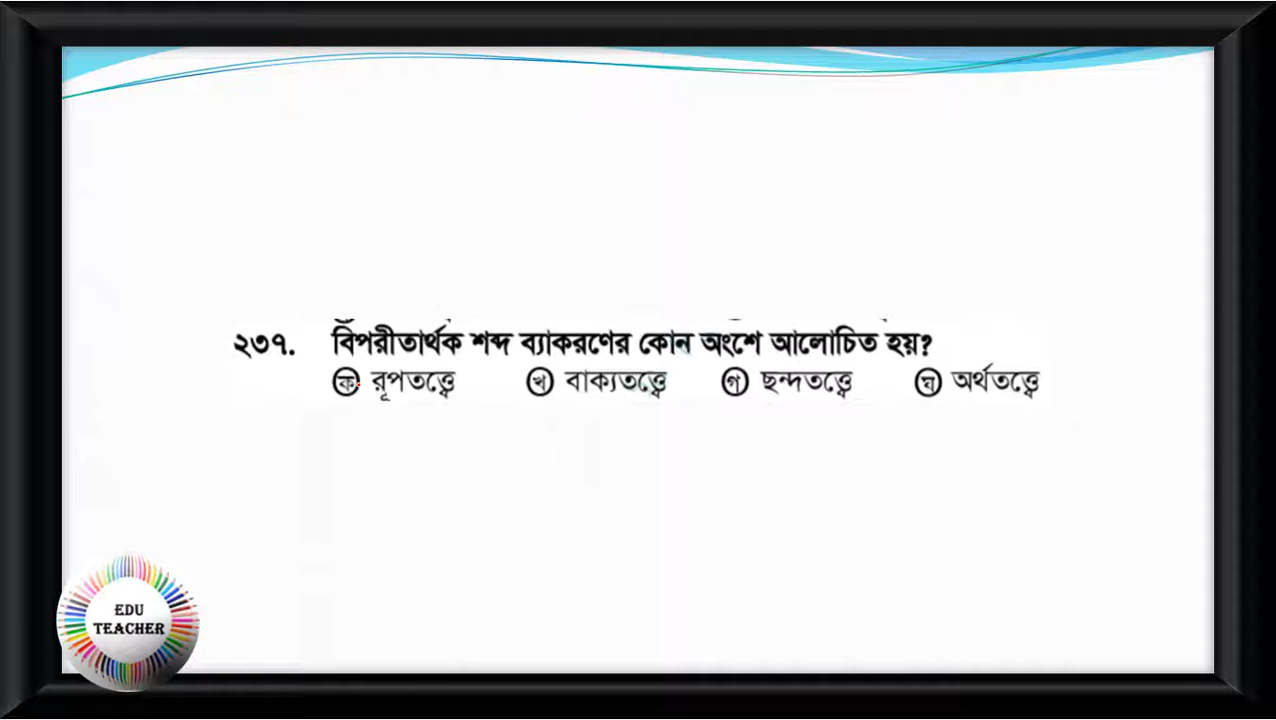 ২৩৭. বিপরীতার্থক শব্দ ব্যাকরণের কোন অংশে আলোচিত হয়?
ক রূপতত্ত্বে খ বাক্যতত্ত্বে গ ছন্দতত্ত্বে ঘ অর্থতত্ত্বে
EDU
TEACHER